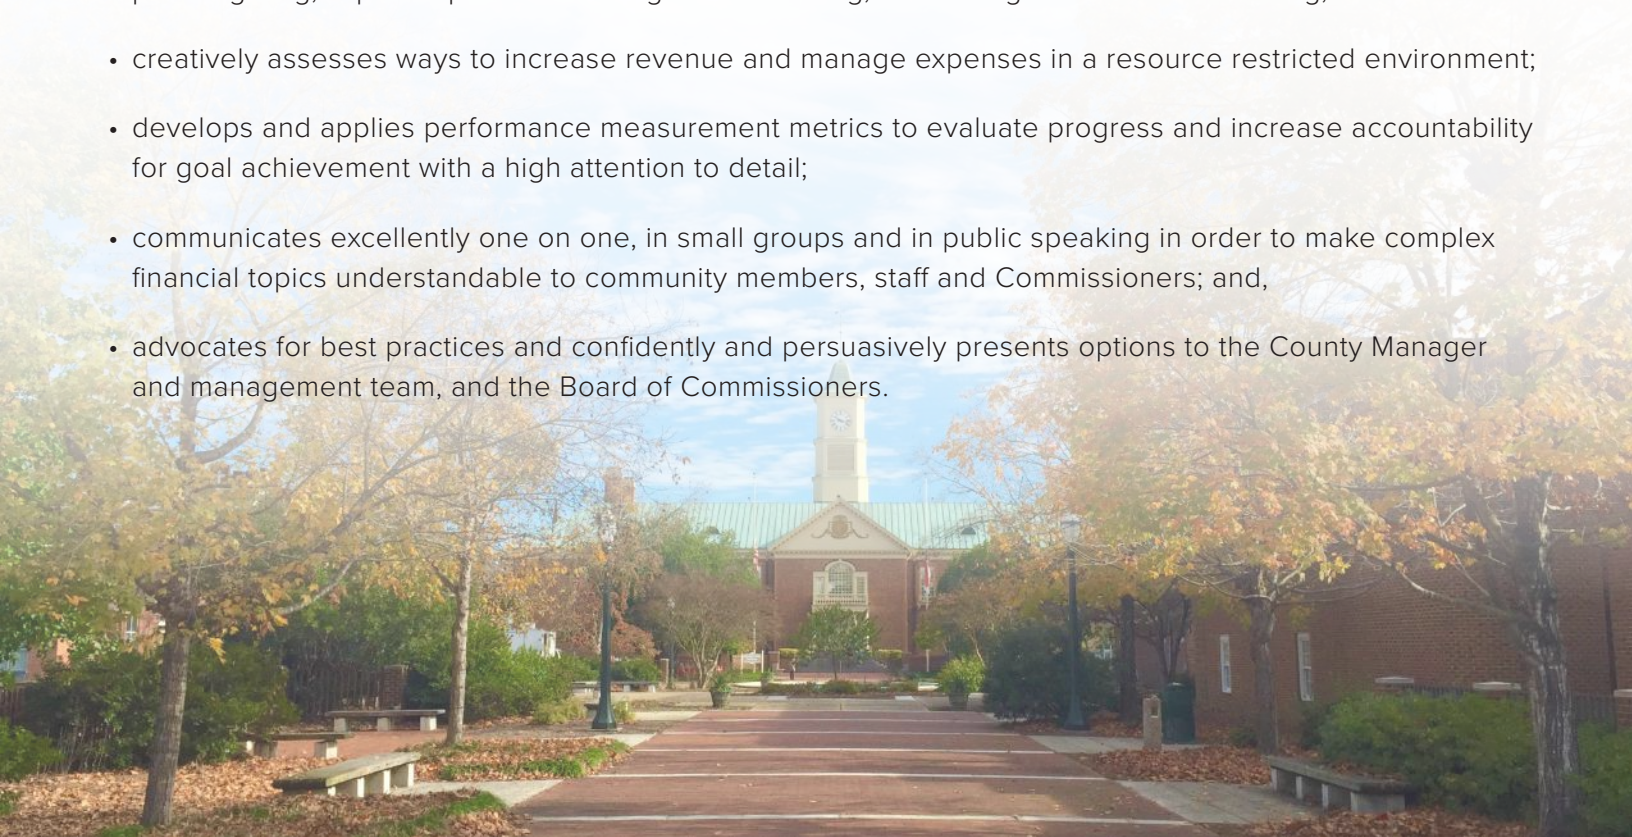 • creatively assesses ways to increase revenue and manage expenses in a resource restricted environment;
• develops and applies performance measurement metrics to evaluate progress and increase accountability
for goal achievement with a high attention to detail;
• communicates excellently one on one, in small groups and in public speaking in order to make complex
financial topics understandable to community members, staff and Commissioners; and,
• advocates for best practices and confidently and persuasively presents options to the County Manager
and management team, and the Board of Commissioners.